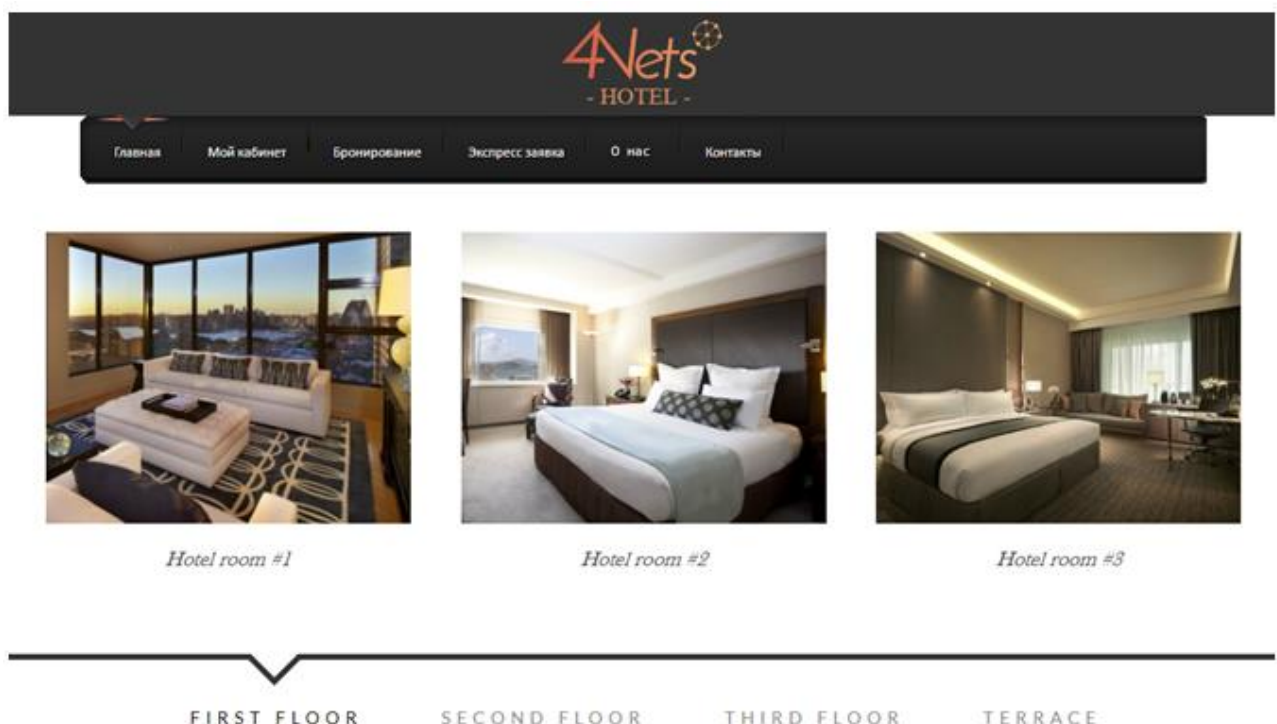 4Nets
- HOTEL -
Главная Мой кабинет Бронирование Экспресс заявка О нас Контакты
Hotel room #1 Hotel room #2 Hotel room #3
FIRST FLOOR SECOND FLOOR THIRD FLOOR TERRACE